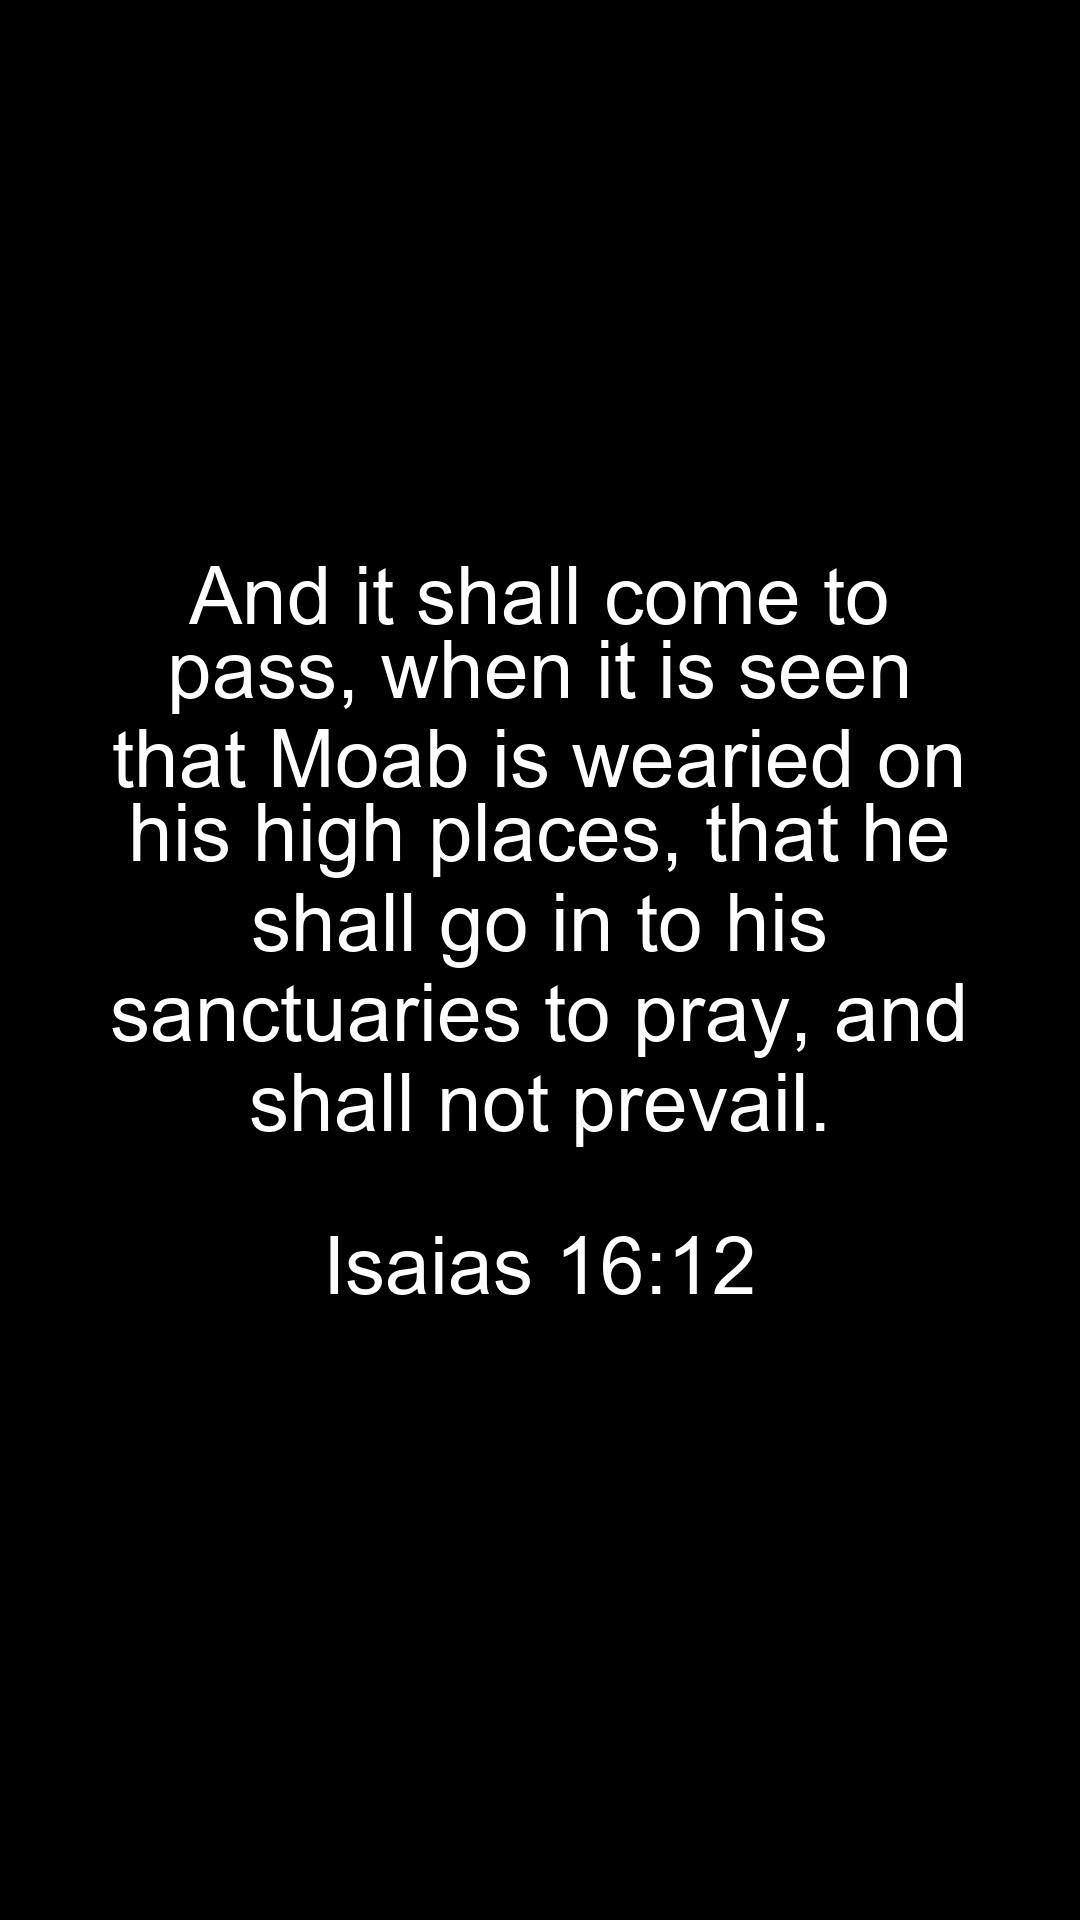 And it shall come to
pass, when it is seen
that Moab is wearied on
his high places, that he
shall go in to his
sanctuaries to pray, and
shall not prevail.
Isaias 16:12